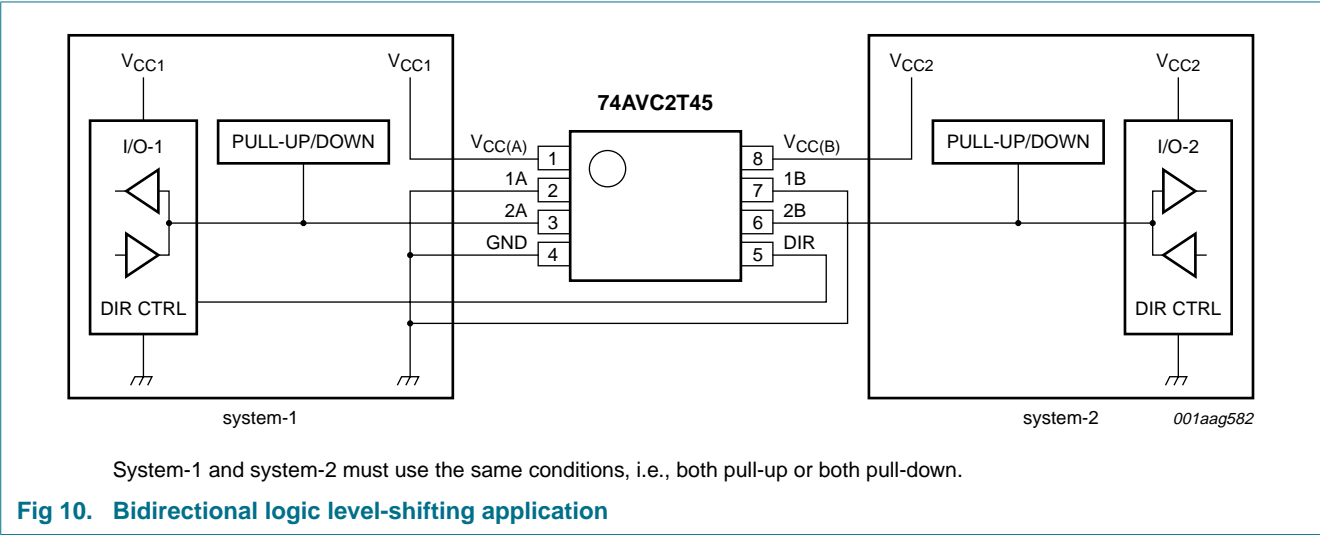 VCC1
VCC1
VCC2
VCC2
74AVC2T45
I/O-1
PULL-UP/DOWN
VCC(A)
1
8
VCC(B)
PULL-UP/DOWN
I/O-2
1A
2
7
1B
2A
3
6
2B
GND
4
5
DIR
DIR CTRL
DIR CTRL
system-1
system-2
001aag582
System-1 and system-2 must use the same conditions, i.e., both pull-up or both pull-down.
Fig 10. Bidirectional logic level-shifting application